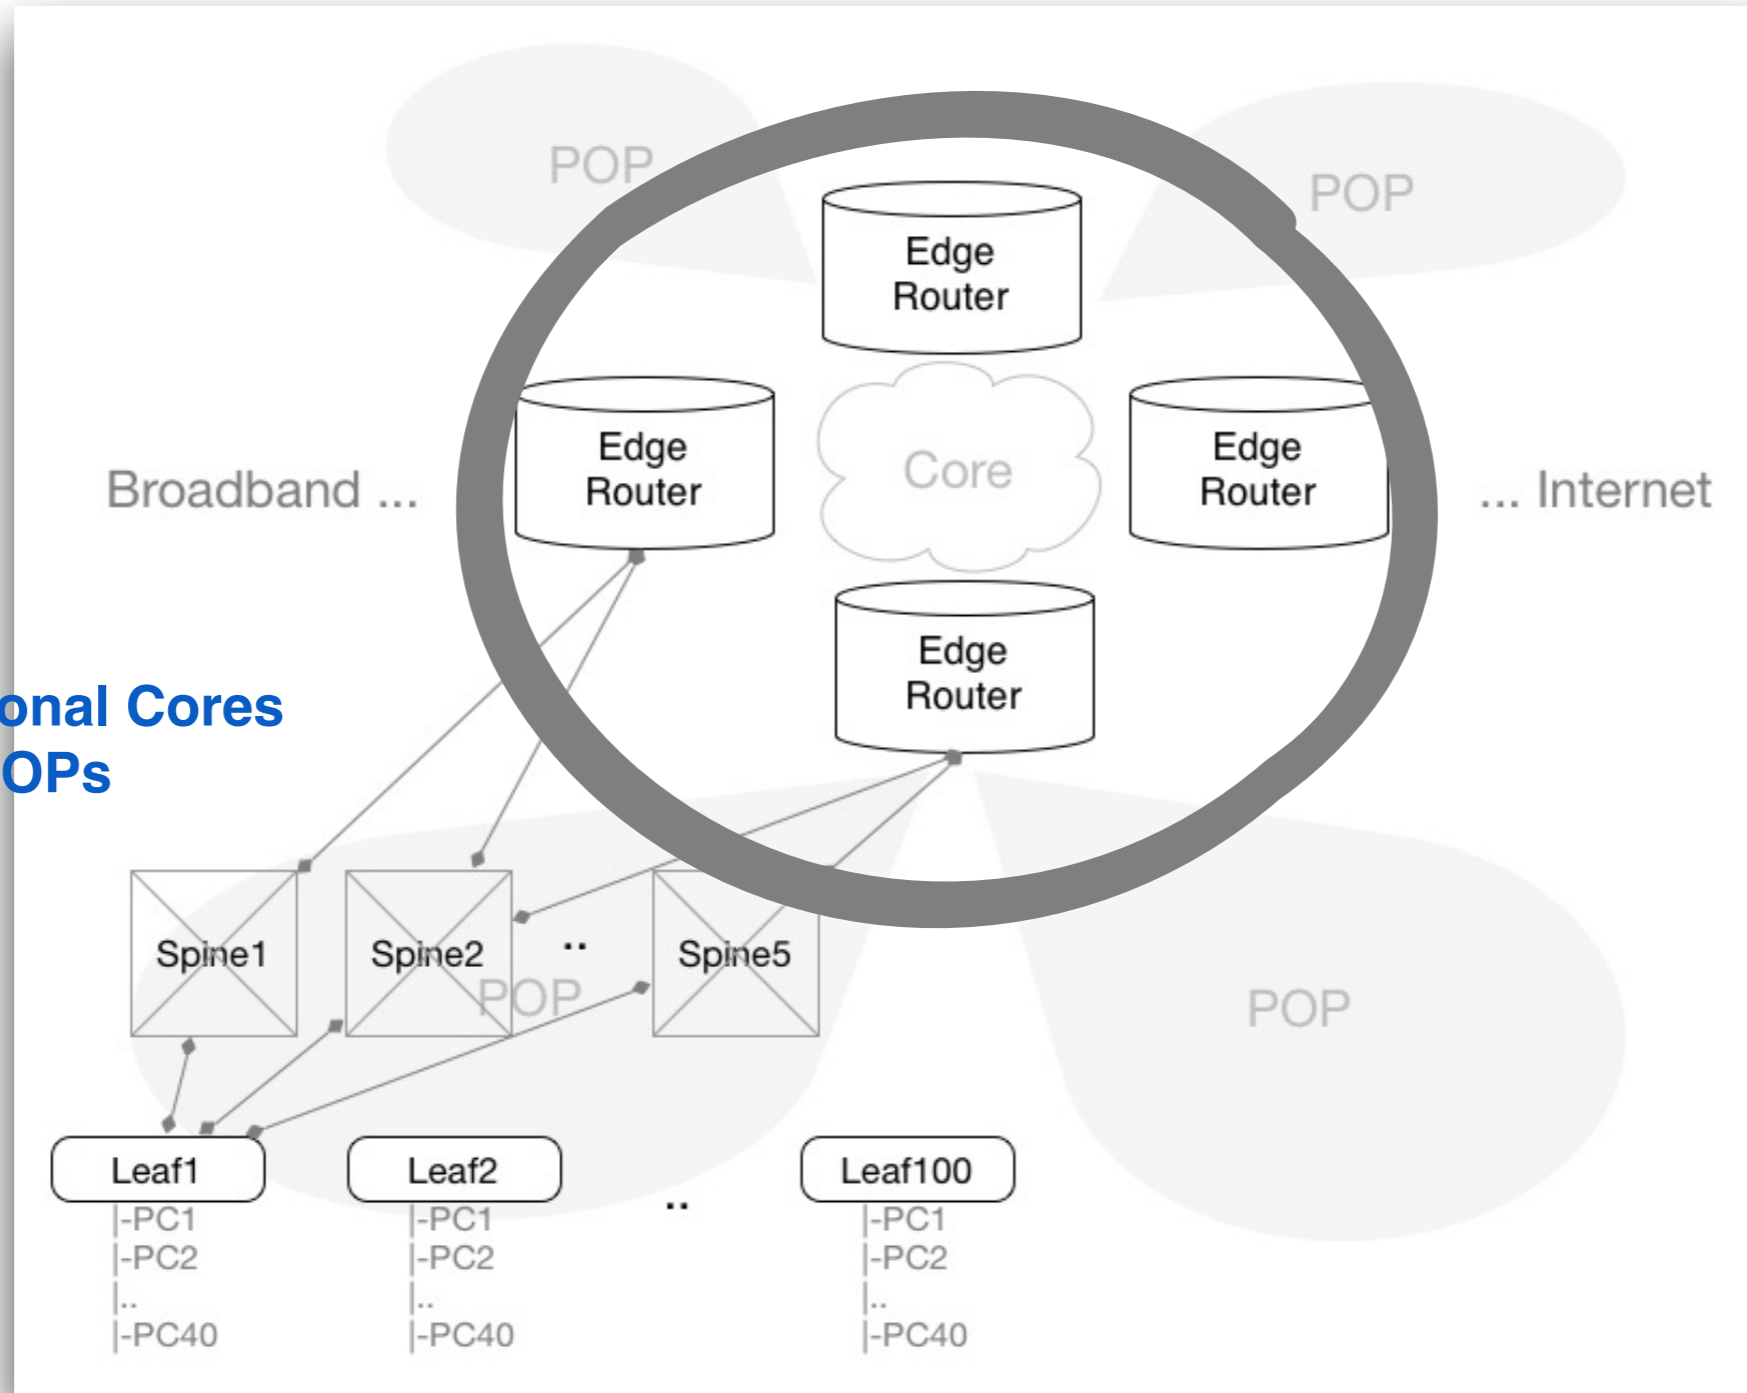 POP
POP
Edge
Router
Edge
Router
Core
Edge
Router
Broadband ...
... Internet
Edge
Router
onal Cores
OPs
Spine1
Spine2
..
Spine5
POP
POP
Leaf1
Leaf2
..
Leaf100
|-PC1
|-PC2
|..
|-PC40
|-PC1
|-PC2
|..
|-PC40
|-PC1
|-PC2
|..
|-PC40